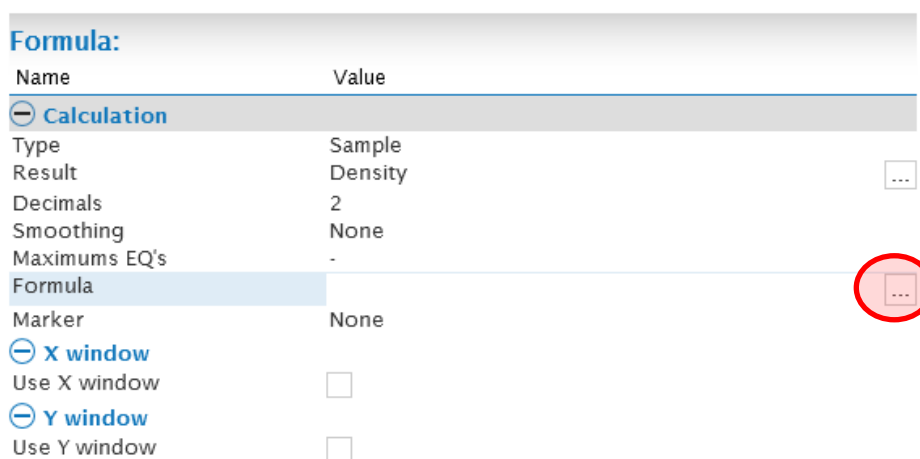 Formula:
Name Value
Calculation
Type Sample
Result Density ...
Decimals 2
Smoothing None
Maximums EQ's -
Formula ...
Marker None
X window
Use X window
Y window
Use Y window